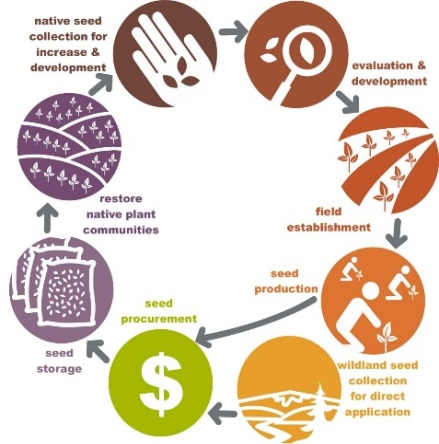 native seed
collection for
increase &
development
evaluation &
development
field
establishment
seed
production
wildland seed
collection
for direct
application
seed
procurement
$
seed
storage
restore
native plant
communities